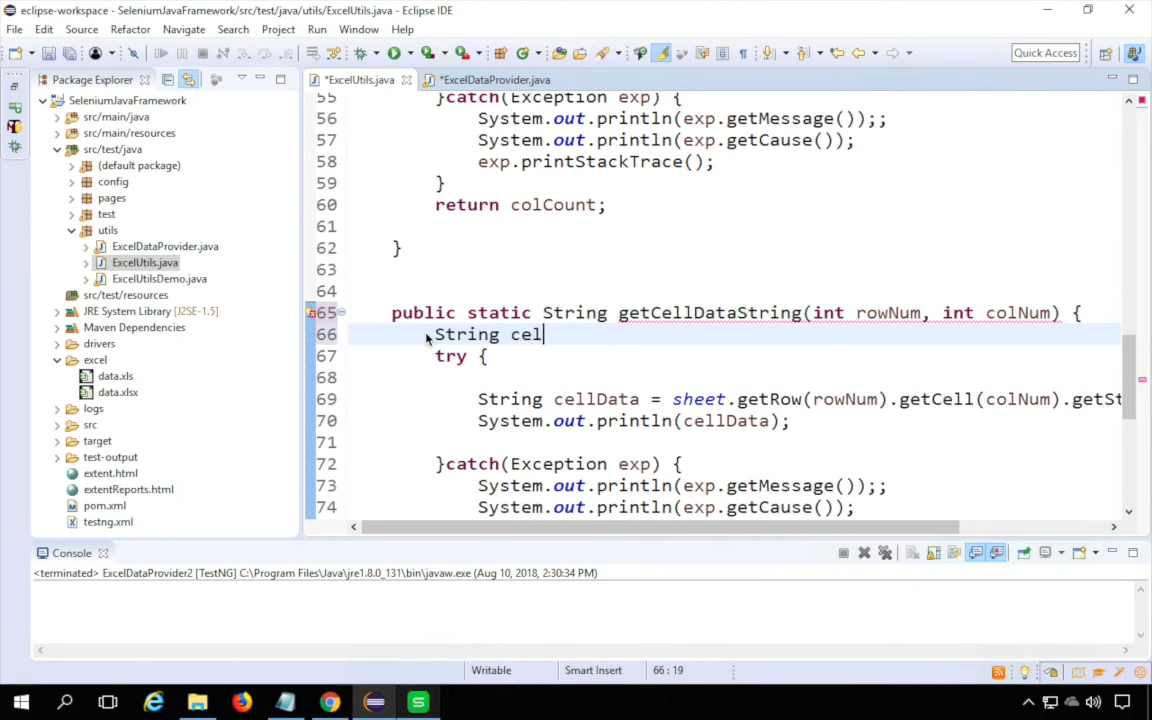 eclipse-workspace - SeleniumJavaFramework/src/test/java/utils/ExcelUtils.java - Eclipse IDE
File Edit Source Refactor Navigate Search Project Run Window Help
Quick Access
Package Explorer
*ExcelUtils.java
*ExcelDataProvider.java
SeleniumJavaFramework
src/main/java
src/main/resources
src/test/java
(default package)
config
pages
test
utils
ExcelDataProvider.java
ExcelUtils.java
ExcelUtilsDemo.java
src/test/resources
JRE System Library [J2SE-1.5]
Maven Dependencies
drivers
excel
data.xls
data.xlsx
logs
src
target
test-output
extent.html
extentReports.html
pom.xml
testng.xml
55 }catch(Exception exp) {
56 System.out.println(exp.getMessage());;
57 System.out.println(exp.getCause());
58 exp.printStackTrace();
59 }
60 return colCount;
61
62 }
63
64
65 public static String getCellDataString(int rowNum, int colNum) {
66 String cel
67 try {
68
69 String cellData = sheet.getRow(rowNum).getCell(colNum).getSt
70 System.out.println(cellData);
71
72 }catch(Exception exp) {
73 System.out.println(exp.getMessage());;
74 System.out.println(exp.getCause());
Console
<terminated> ExcelDataProvider2 [TestNG] C:\Program Files\Java\jre1.8.0_131\bin\javaw.exe (Aug 10, 2018, 2:30:34 PM)
Writable Smart Insert 66 : 19